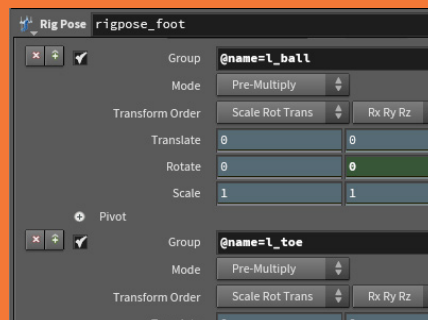 Rig Pose rigpose_foot
Group @name=l_ball
Mode Pre-Multiply
Transform Order Scale Rot Trans Rx Ry Rz
Translate 0 0
Rotate 0 0
Scale 1 1
Pivot
Group @name=l_toe
Mode Pre-Multiply
Transform Order Scale Rot Trans Rx Ry Rz